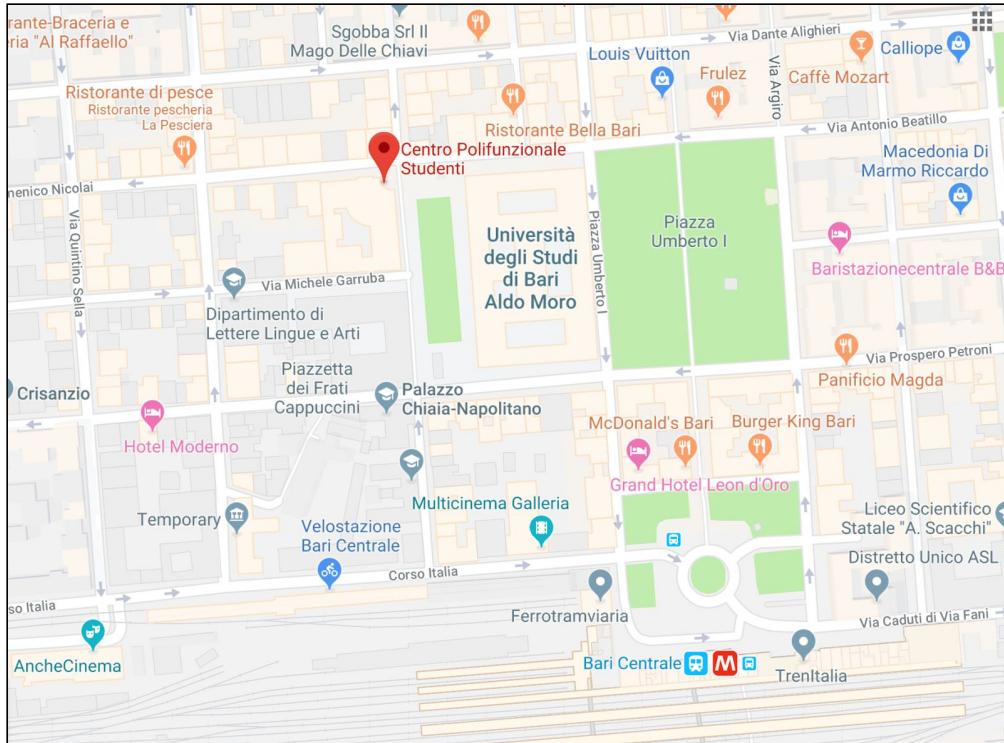 rante-Braceria e
ria "Al Raffaello"
Sgobba Srl II
Mago Delle Chiavi
Via Dante Alighieri
Louis Vuitton
Calliope
Frulez
Caffè Mozart
Via Argiro
Ristorante di pesce
Ristorante pescheria
La Pesciera
Ristorante Bella Bari
Via Antonio Beatillo
Centro Polifunzionale
Studenti
Macedonia Di
Marmo Riccardo
menico Nicolai
Via Quintino Sella
Università
degli Studi
di Bari
Aldo Moro
Piazza Umberto I
Piazza
Umberto I
Baristazionecentrale B&B
Via Michele Garruba
Dipartimento di
Lettere Lingue e Arti
Via Prospero Petroni
Piazzetta
dei Frati
Cappuccini
Crisanzio
Palazzo
Chiaia-Napolitano
Panificio Magda
Hotel Moderno
McDonald's Bari
Burger King Bari
Grand Hotel Leon d'Oro
Multicinema Galleria
Temporary
Velostazione
Bari Centrale
Liceo Scientifico
Statale "A. Scacchi"
Distretto Unico ASL
Corso Italia
so Italia
Ferrotramviaria
Via Caduti di Via Fani
AncheCinema
Bari Centrale
M
TrenItalia